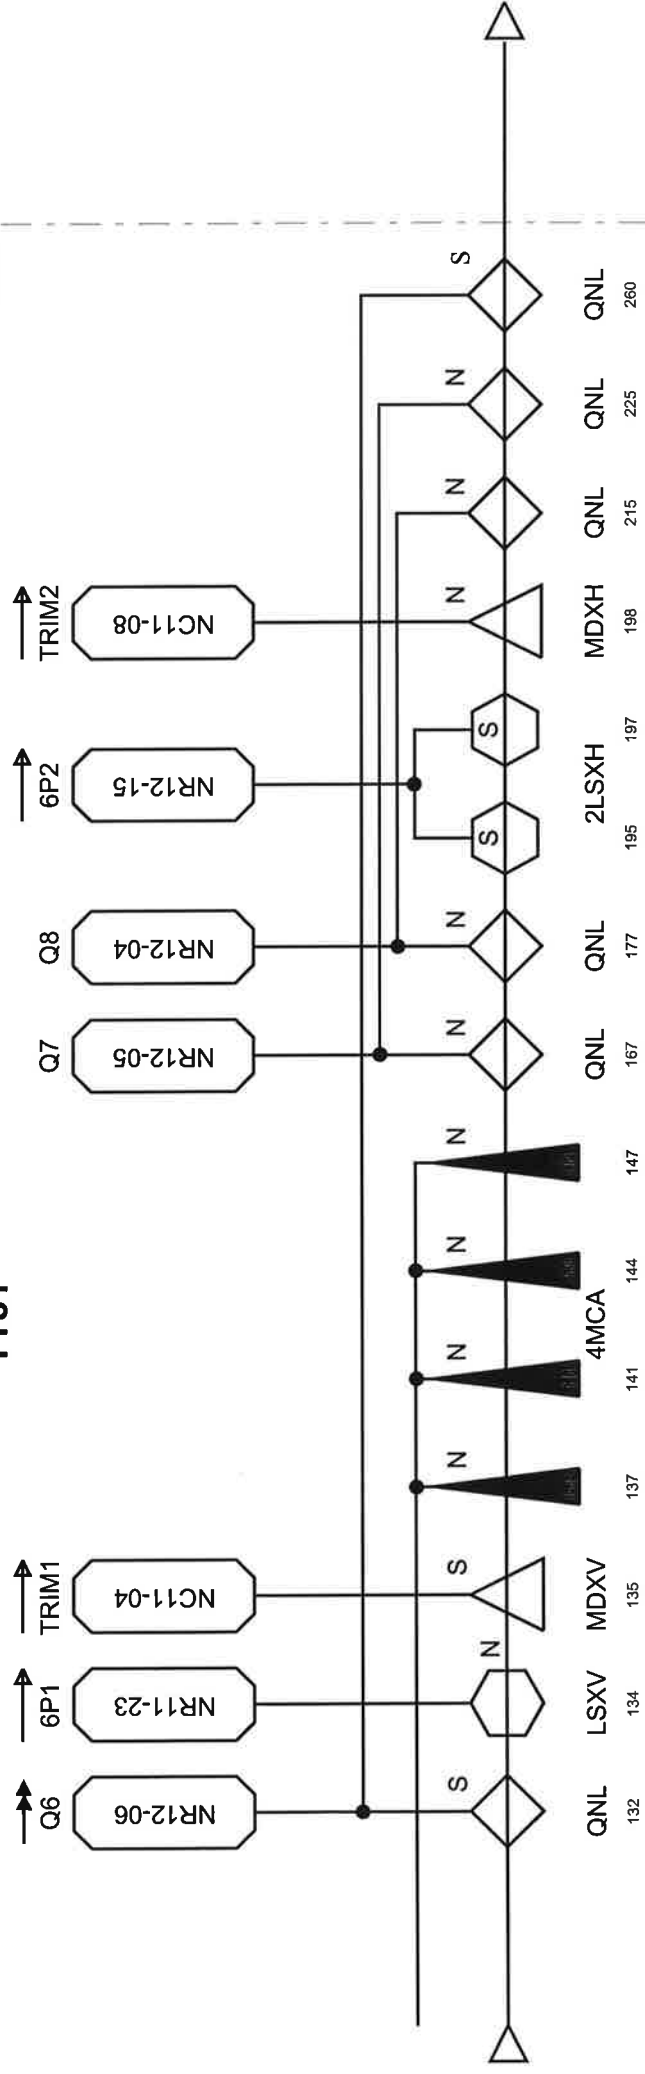 Q6 6P1 TRIM1 Q7 Q8 6P2 TRIM2
NR12-06 NR11-23 NC11-04 NR12-05 NR12-04 NR12-15 NC11-08
S N S N N N N N N S S N N N S
QNL LSXV MDXV 4MCA QNL QNL 2LSXH MDXH QNL QNL QNL
132 134 135 137 141 144 147 167 177 195 197 198 215 225 260